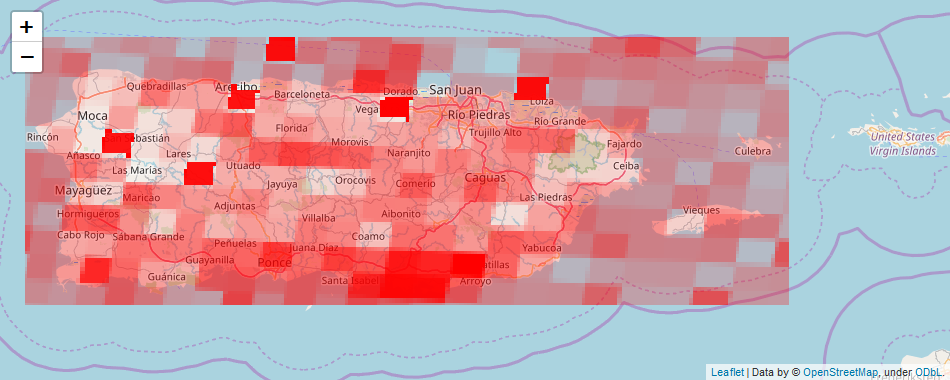 +
−
Quebradillas
Arecibo
Barceloneta
Dorado
San Juan
Vega
Loíza
Moca
Río Piedras
Río Grande
Rincón
Florida
Trujillo Alto
Morovis
Fajardo
United States
Virgin Islands
Añasco
Lares
Naranjito
Culebra
Las Marías
Utuado
Ceiba
Mayagüez
Jayuya
Orocovis
Comerío
Caguas
Maricao
Adjuntas
Las Piedras
Hormigueros
Villalba
Aibonito
Vieques
Cabo Rojo
Sabana Grande
Peñuelas
Coamo
Juana Díaz
Yabucoa
Guayanilla
Ponce
Guánica
Santa Isabel
Arroyo
Leaflet | Data by © OpenStreetMap, under ODbL.